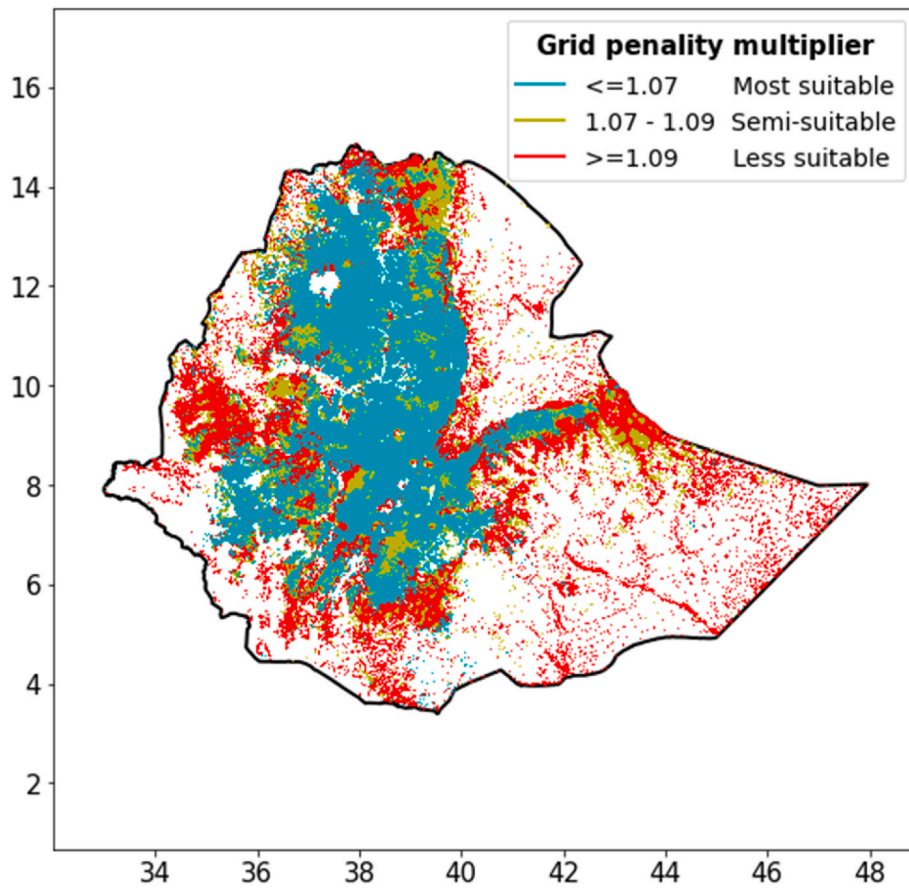 Grid penality multiplier
<=1.07 Most suitable
1.07 - 1.09 Semi-suitable
>=1.09 Less suitable
16
14
12
10
8
6
4
2
34 36 38 40 42 44 46 48